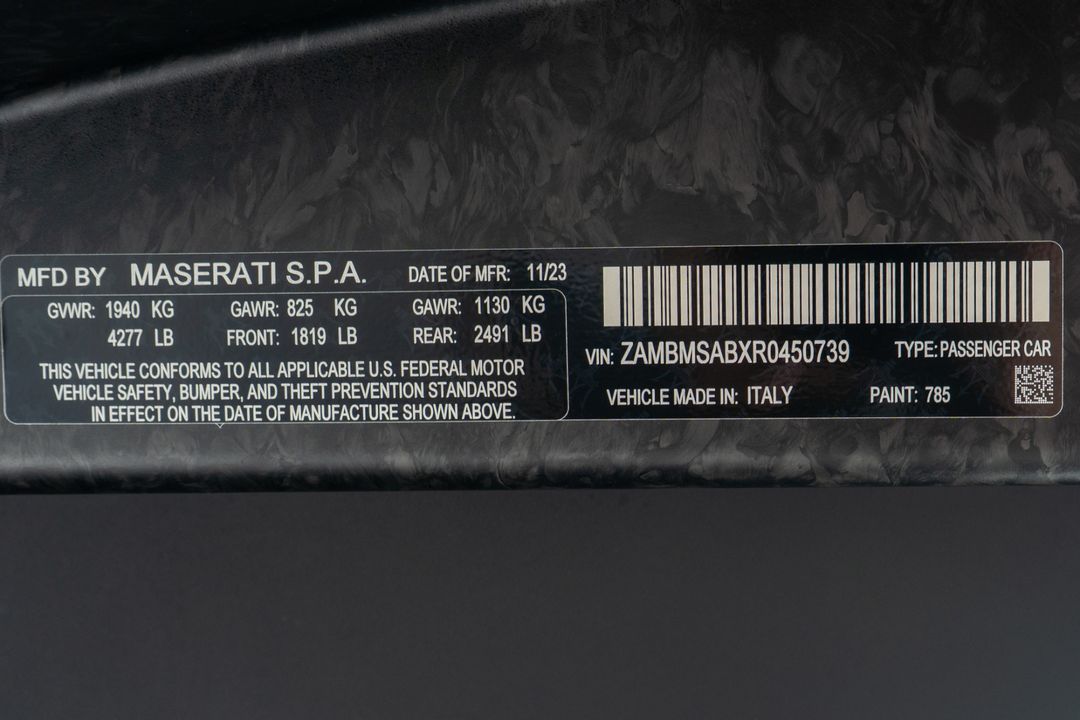 MFD BY MASERATI S.P.A. DATE OF MFR: 11/23
GVWR: 1940 KG GAWR: 825 KG GAWR: 1130 KG
4277 LB FRONT: 1819 LB REAR: 2491 LB
THIS VEHICLE CONFORMS TO ALL APPLICABLE U.S. FEDERAL MOTOR
VEHICLE SAFETY, BUMPER, AND THEFT PREVENTION STANDARDS
IN EFFECT ON THE DATE OF MANUFACTURE SHOWN ABOVE.
VIN: ZAMBMSABXR0450739 TYPE: PASSENGER CAR
VEHICLE MADE IN: ITALY PAINT: 785